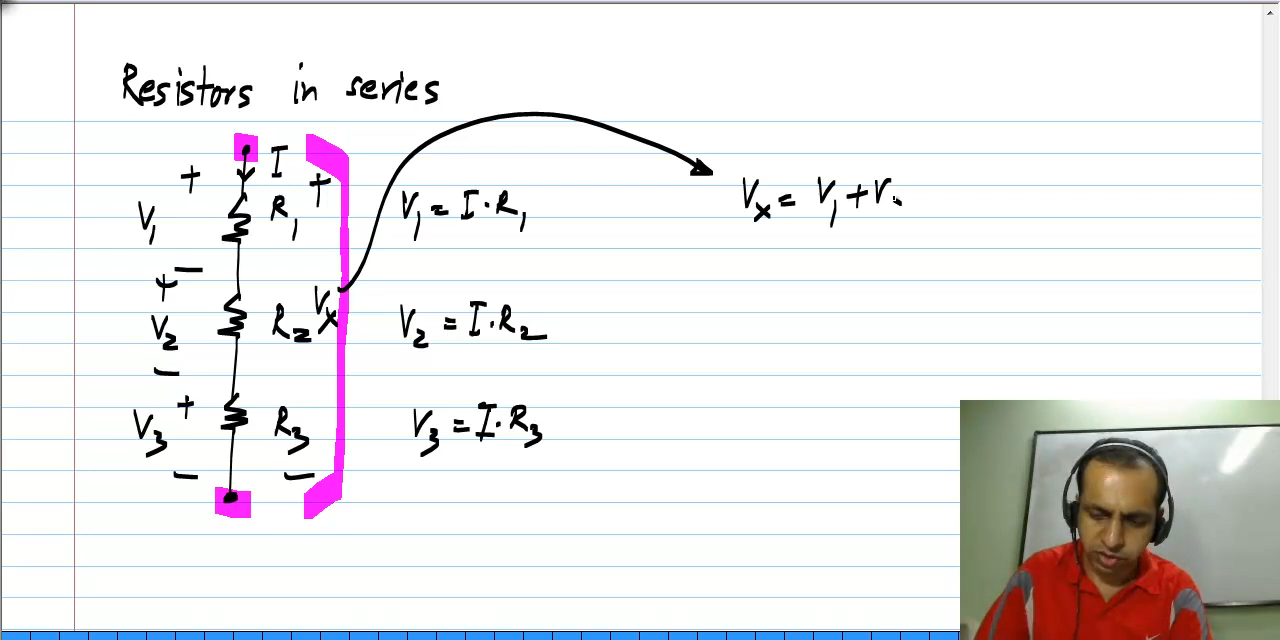 Resistors in series
+ I
V1 R1 + V1 = I·R1 Vx = V1 + V
−
+
V2 R2 Vx V2 = I·R2
−
V3 + R3 V3 = I·R3
− −